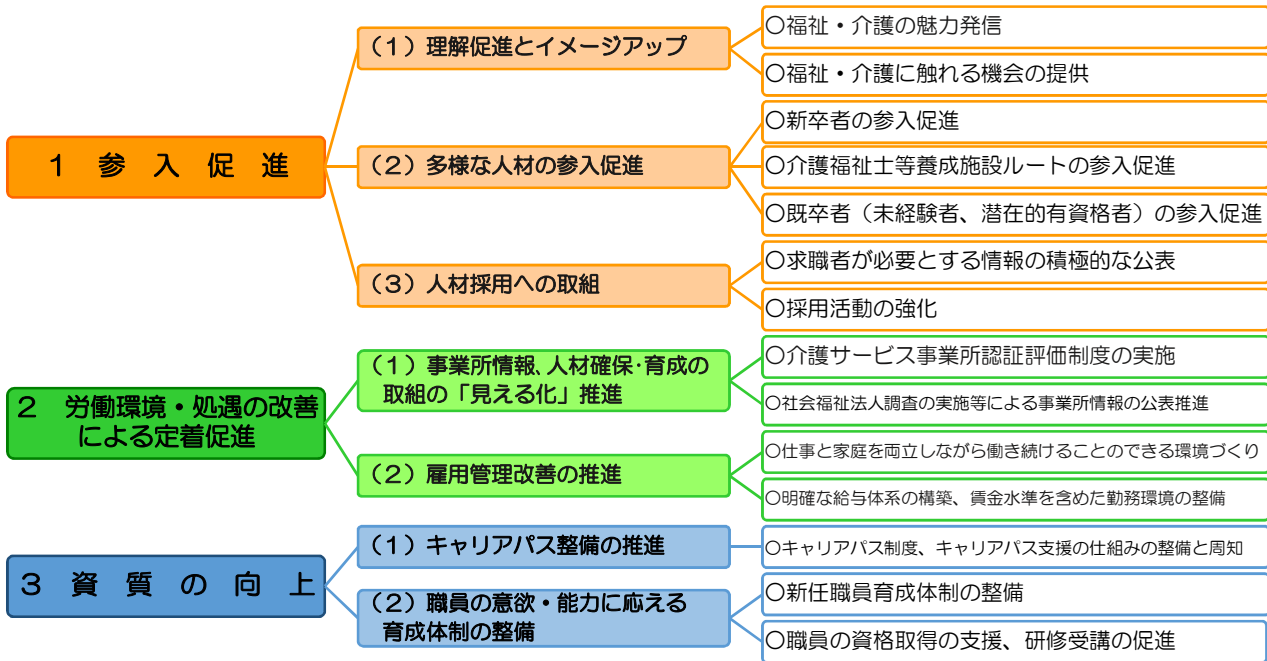 1 参入促進
(1)理解促進とイメージアップ
〇福祉・介護の魅力発信
〇福祉・介護に触れる機会の提供
(2)多様な人材の参入促進
〇新卒者の参入促進
〇介護福祉士等養成施設ルートの参入促進
〇既卒者(未経験者、潜在的有資格者)の参入促進
(3)人材採用への取組
〇求職者が必要とする情報の積極的な公表
〇採用活動の強化
2 労働環境・処遇の改善
による定着促進
(1)事業所情報、人材確保・育成の
取組の「見える化」推進
〇介護サービス事業所認証評価制度の実施
〇社会福祉法人調査の実施等による事業所情報の公表推進
(2)雇用管理改善の推進
〇仕事と家庭を両立しながら働き続けることのできる環境づくり
〇明確な給与体系の構築、賃金水準を含めた勤務環境の整備
3 資質の向上
(1)キャリアパス整備の推進
〇キャリアパス制度、キャリアパス支援の仕組みの整備と周知
(2)職員の意欲・能力に応える
育成体制の整備
〇新任職員育成体制の整備
〇職員の資格取得の支援、研修受講の促進